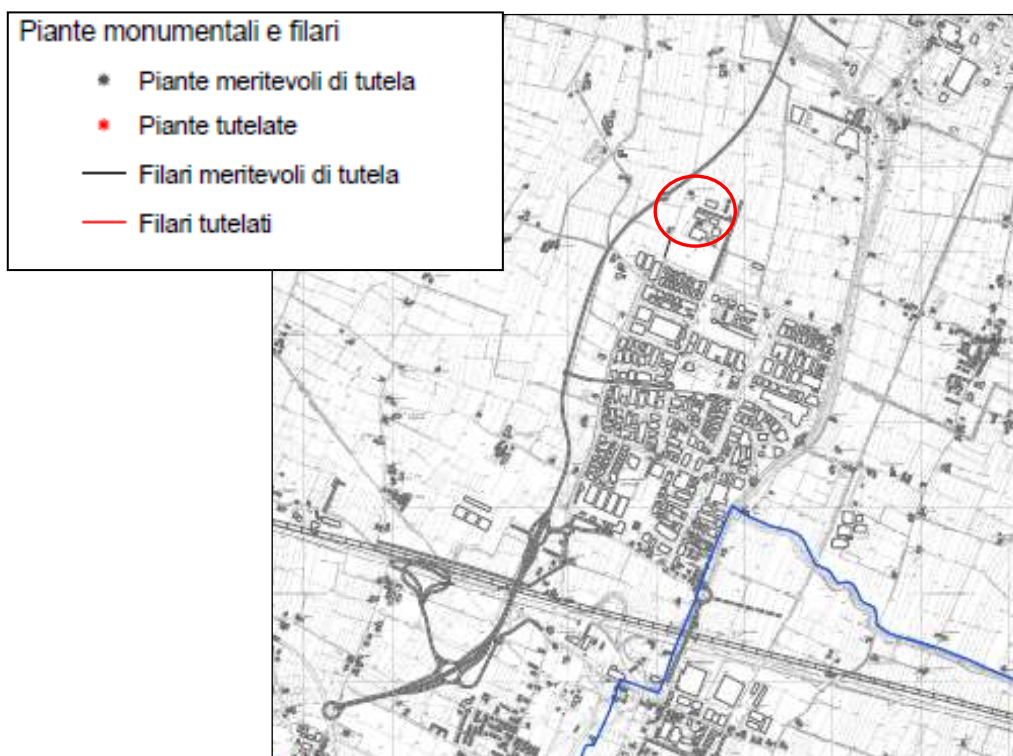 Piante monumentali e filari
Piante meritevoli di tutela
Piante tutelate
Filari meritevoli di tutela
Filari tutelati